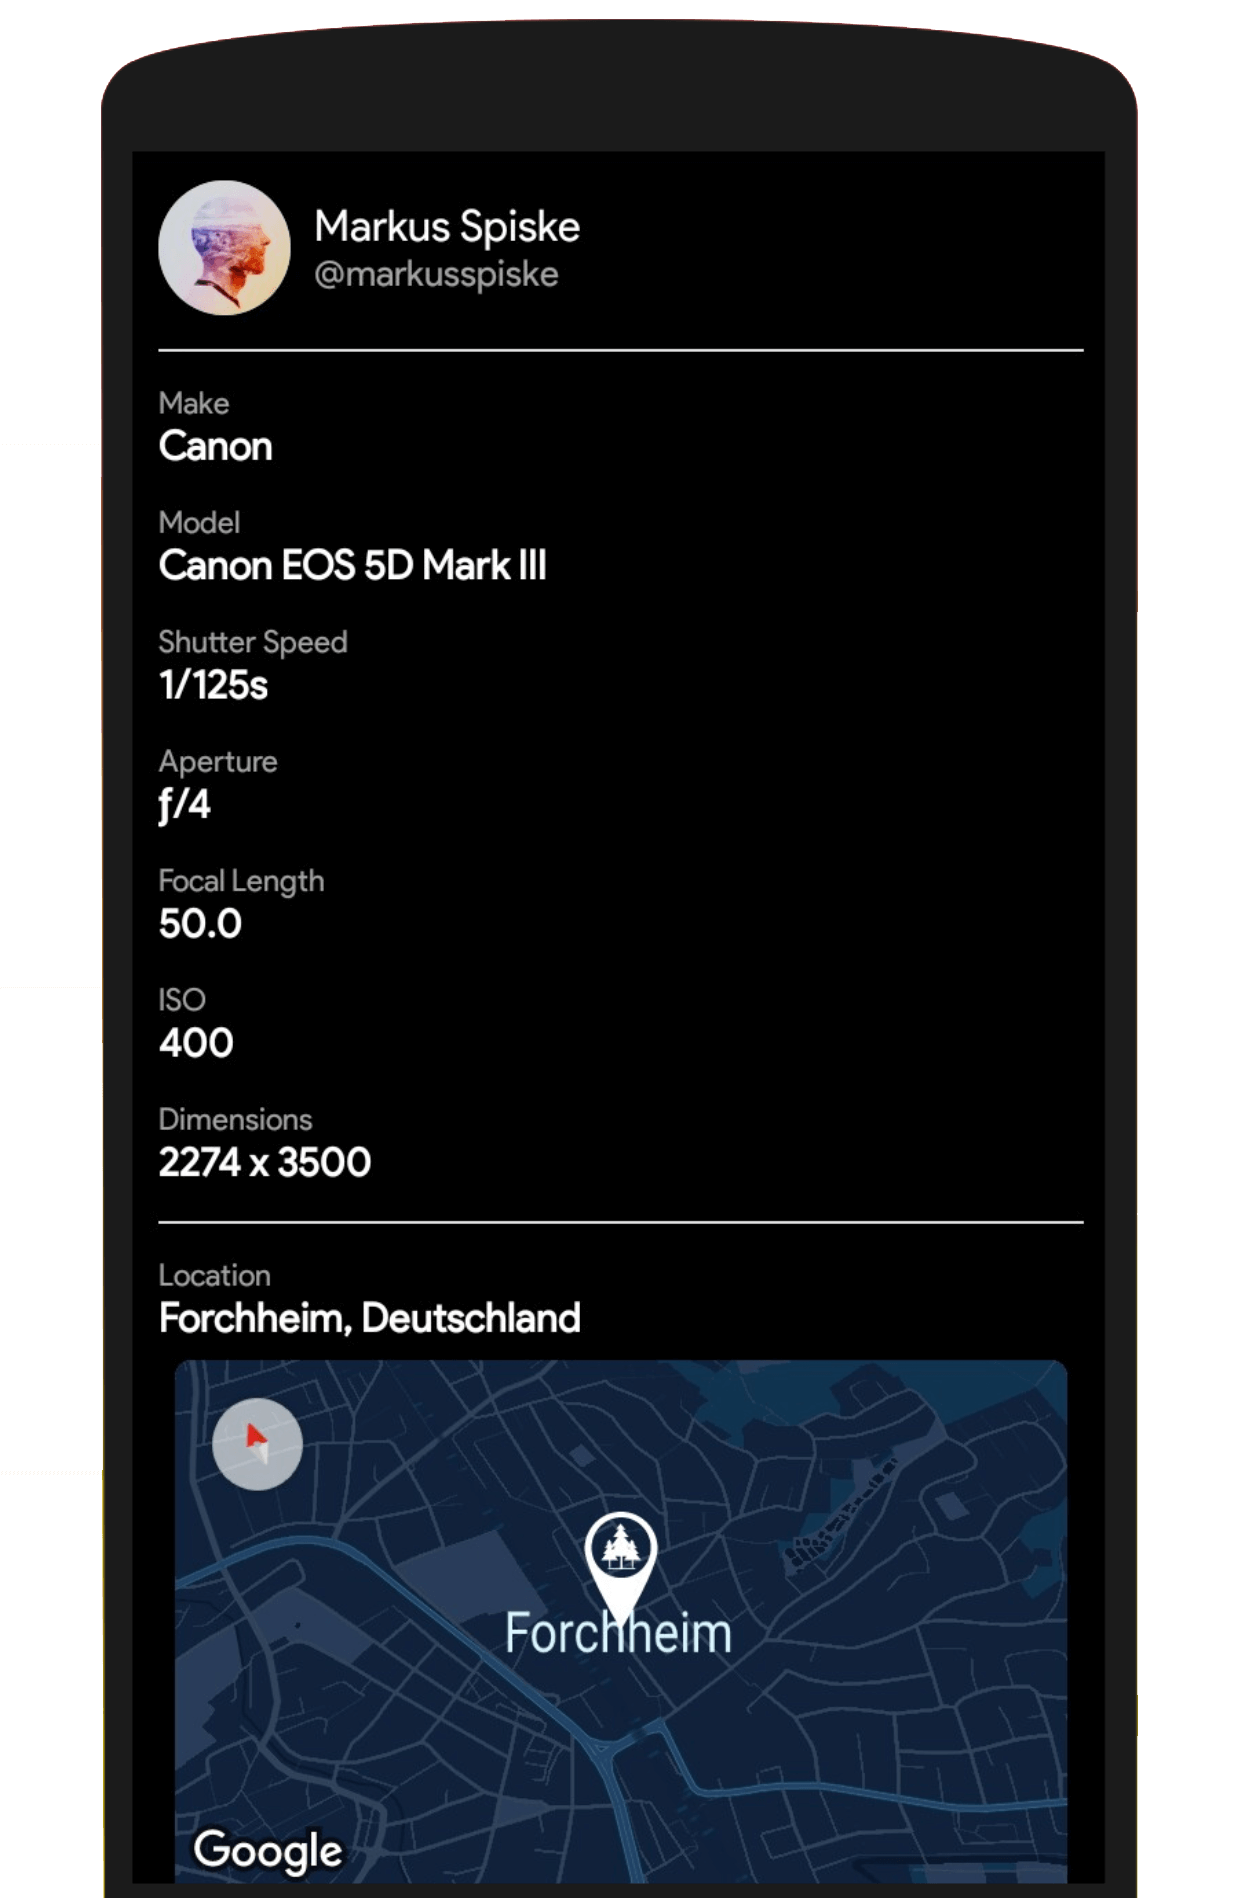 Markus Spiske
@markusspiske
Make
Canon
Model
Canon EOS 5D Mark III
Shutter Speed
1/125s
Aperture
ƒ/4
Focal Length
50.0
ISO
400
Dimensions
2274 x 3500
Location
Forchheim, Deutschland
Forchheim
Google